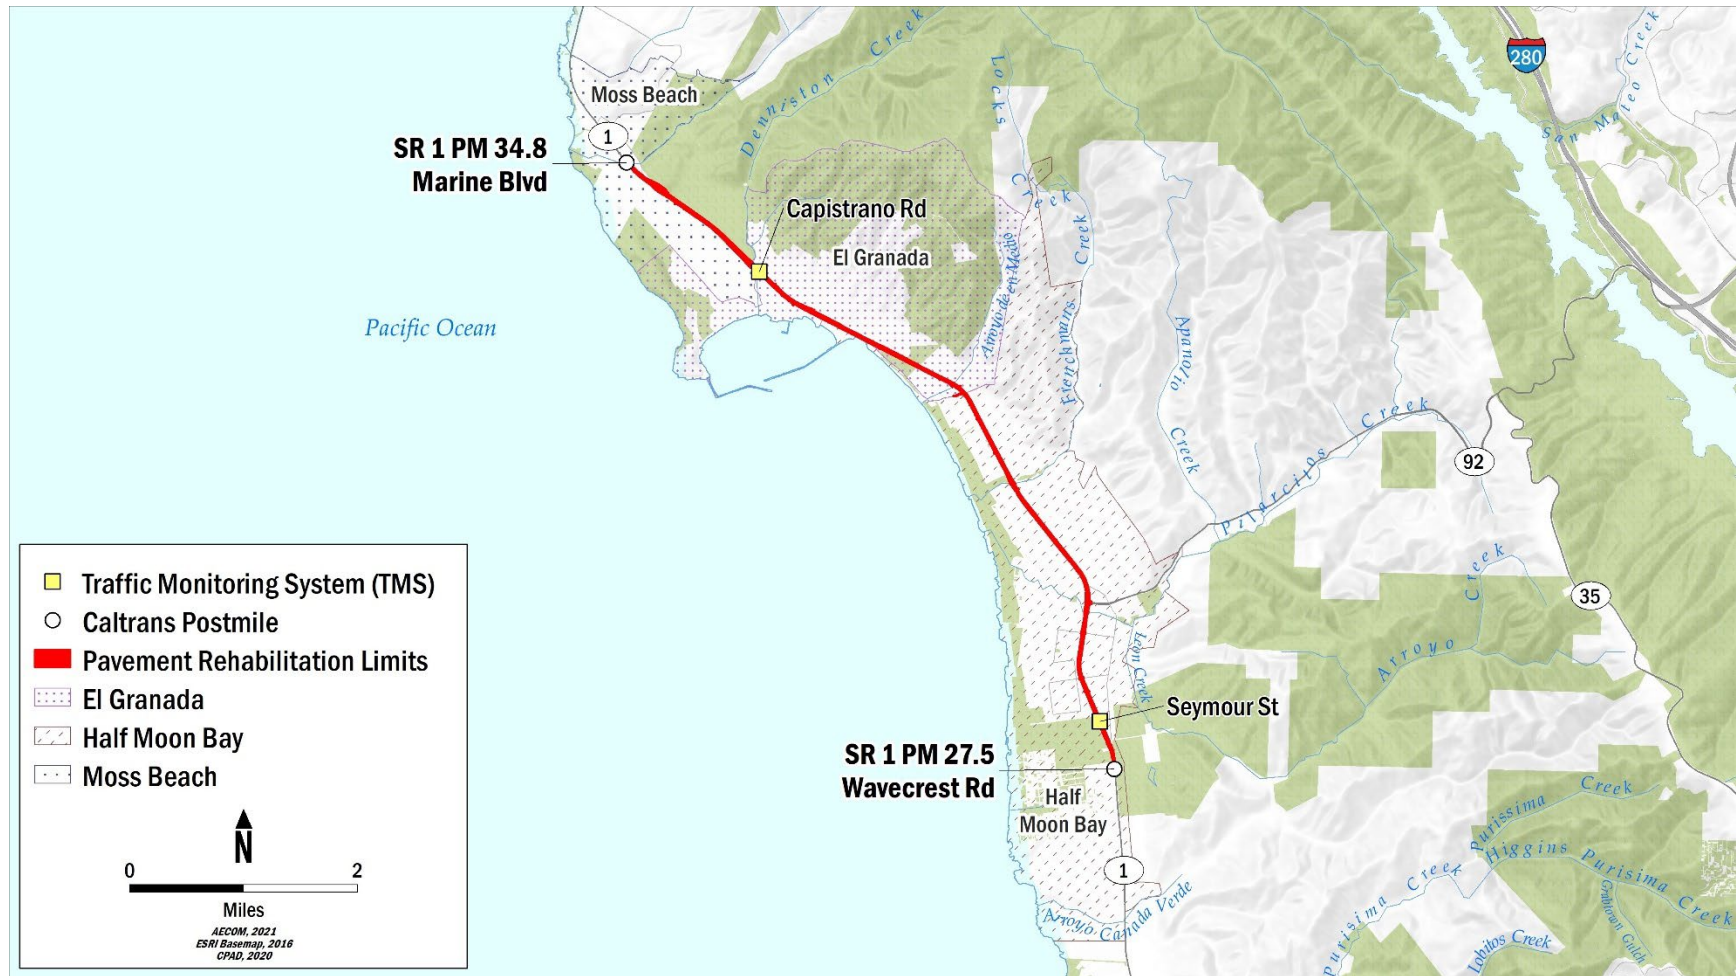 280
San Mateo Creek
Denniston Creek
Locks
Creek
Moss Beach
1
SR 1 PM 34.8
Marine Blvd
Capistrano Rd
El Granada
Arroyo de en Medio
Frenchmans Creek
Apanolio
Creek
Pacific Ocean
Pilarcitos Creek
92
35
Arroyo
Creek
Leon Creek
Seymour St
SR 1 PM 27.5
Wavecrest Rd
Half
Moon Bay
1
Arroyo Canada Verde
Purissima Creek
Higgins Purisima Creek
Purisima Creek
Grabtown Gulch
Lobitos Creek
Traffic Monitoring System (TMS)
Caltrans Postmile
Pavement Rehabilitation Limits
El Granada
Half Moon Bay
Moss Beach
N
0 2
Miles
AECOM, 2021
ESRI Basemap, 2016
CPAD, 2020